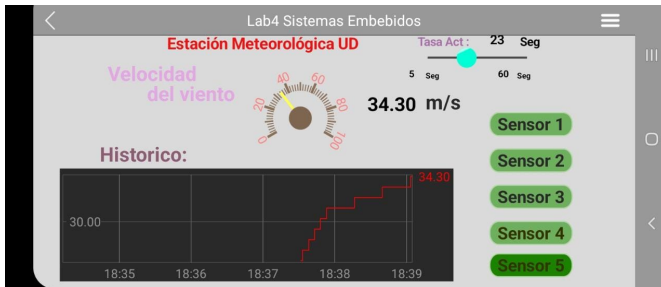 Lab4 Sistemas Embebidos
Estación Meteorológica UD
Tasa Act : 23 Seg
5 Seg 60 Seg
Velocidad
del viento
0 20 40 60 80 100
34.30 m/s
Sensor 1
Sensor 2
Sensor 3
Sensor 4
Sensor 5
Historico:
34.30
30.00
18:35 18:36 18:37 18:38 18:39